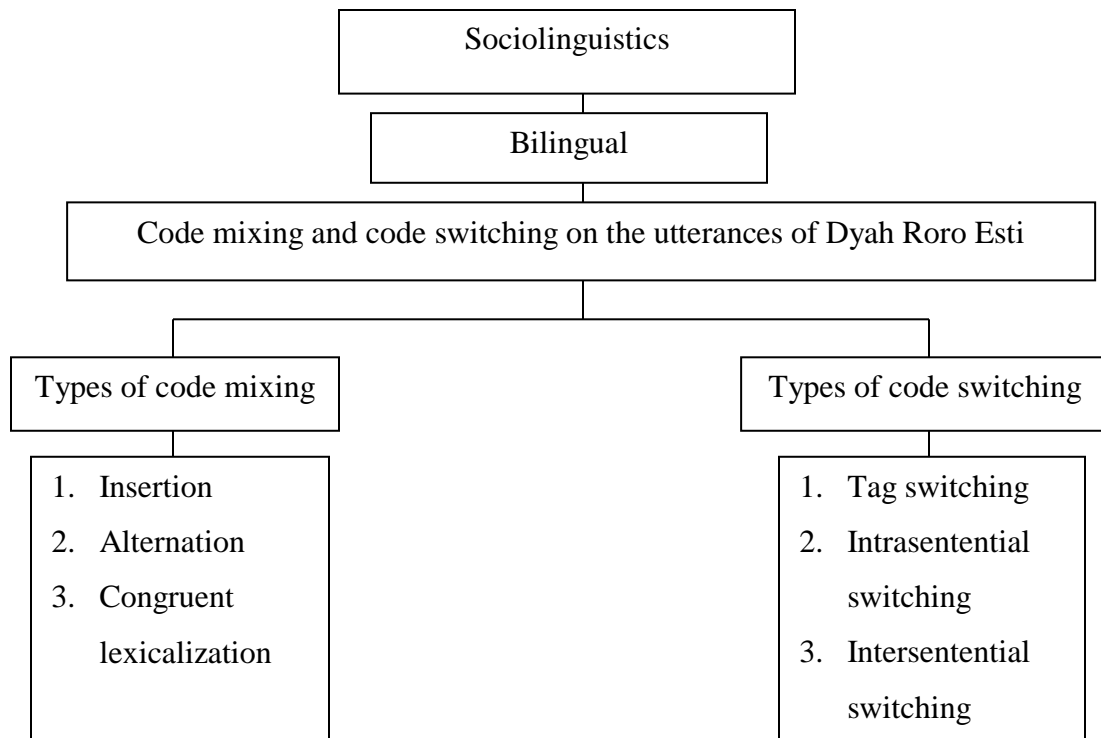 Sociolinguistics
Bilingual
Code mixing and code switching on the utterances of Dyah Roro Esti
Types of code mixing
Types of code switching
1. Insertion
2. Alternation
3. Congruent
lexicalization
1. Tag switching
2. Intrasentential
switching
3. Intersentential
switching